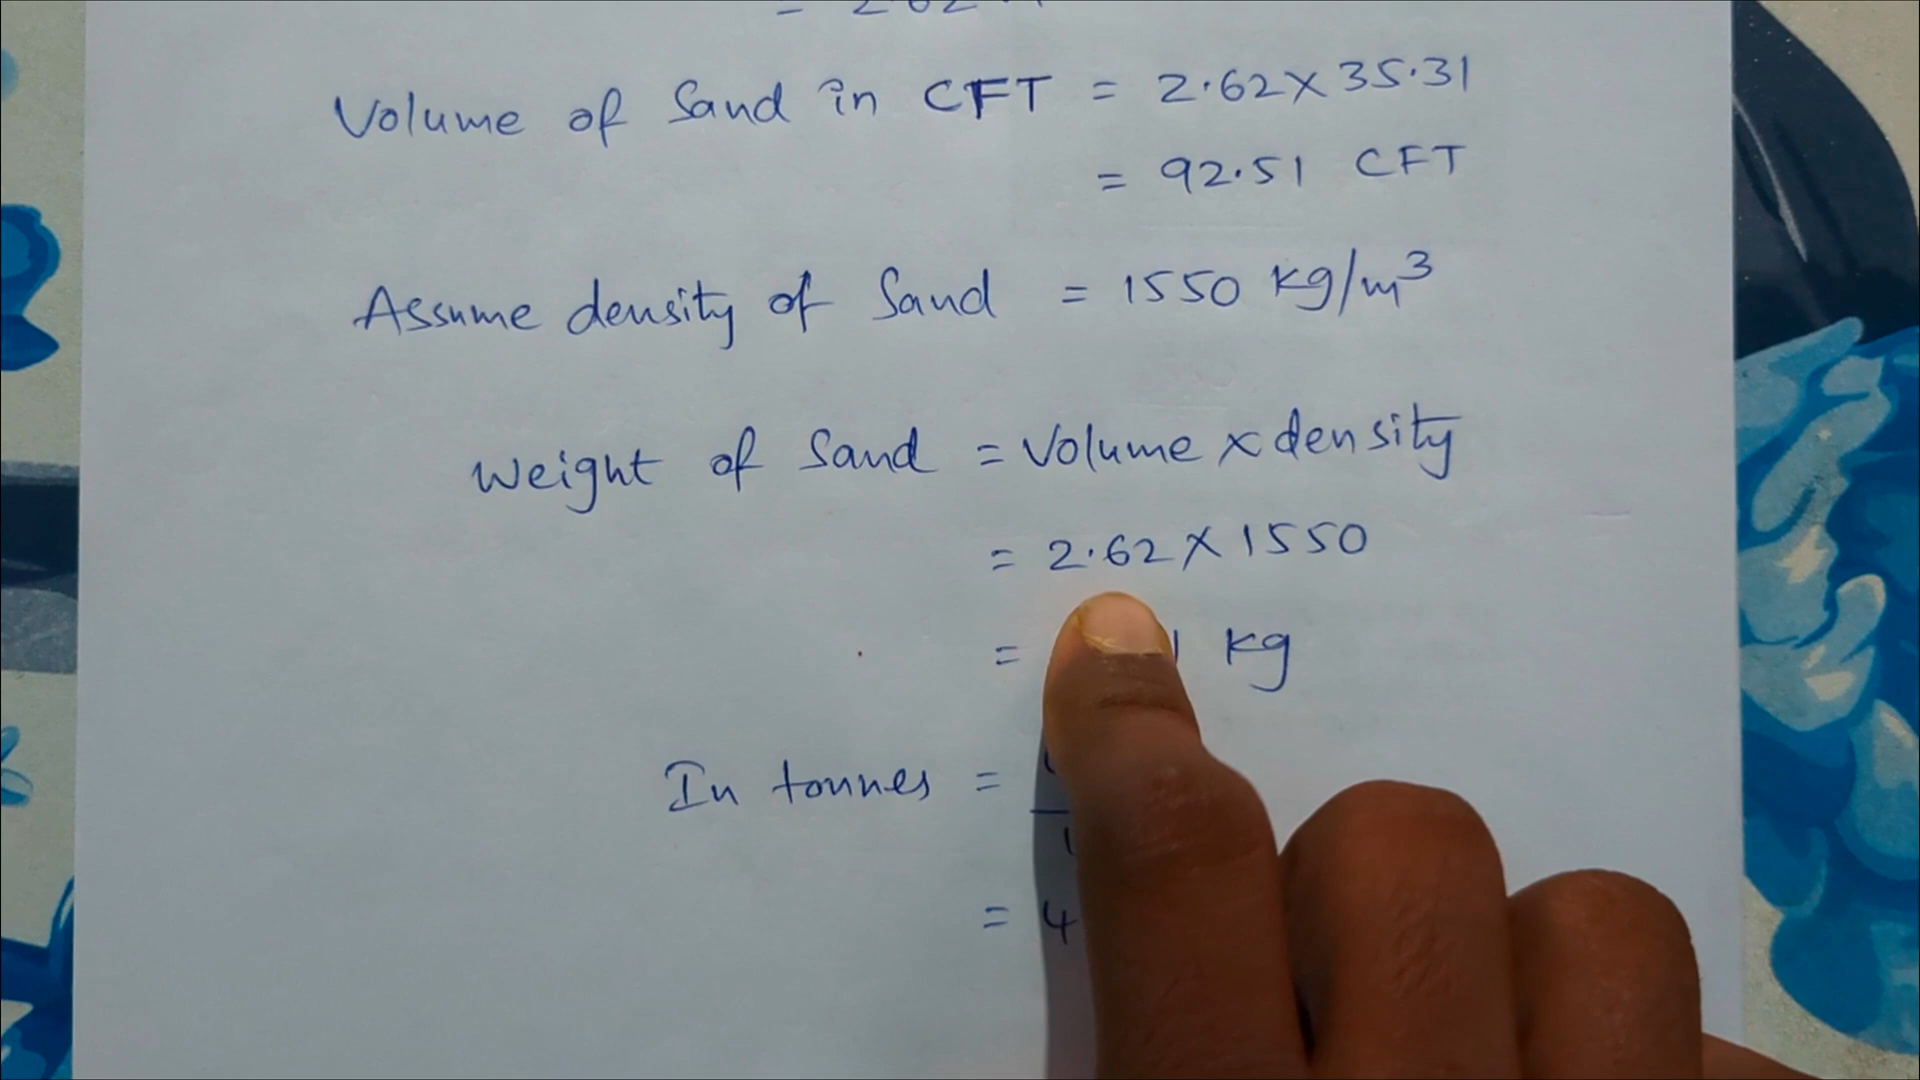 Volume of Sand in CFT = 2.62 X 35.31
= 92.51 CFT
Assume density of Sand = 1550 kg/m³
Weight of Sand = Volume x density
= 2.62 X 1550
= 1 kg
In tonnes =
= 4